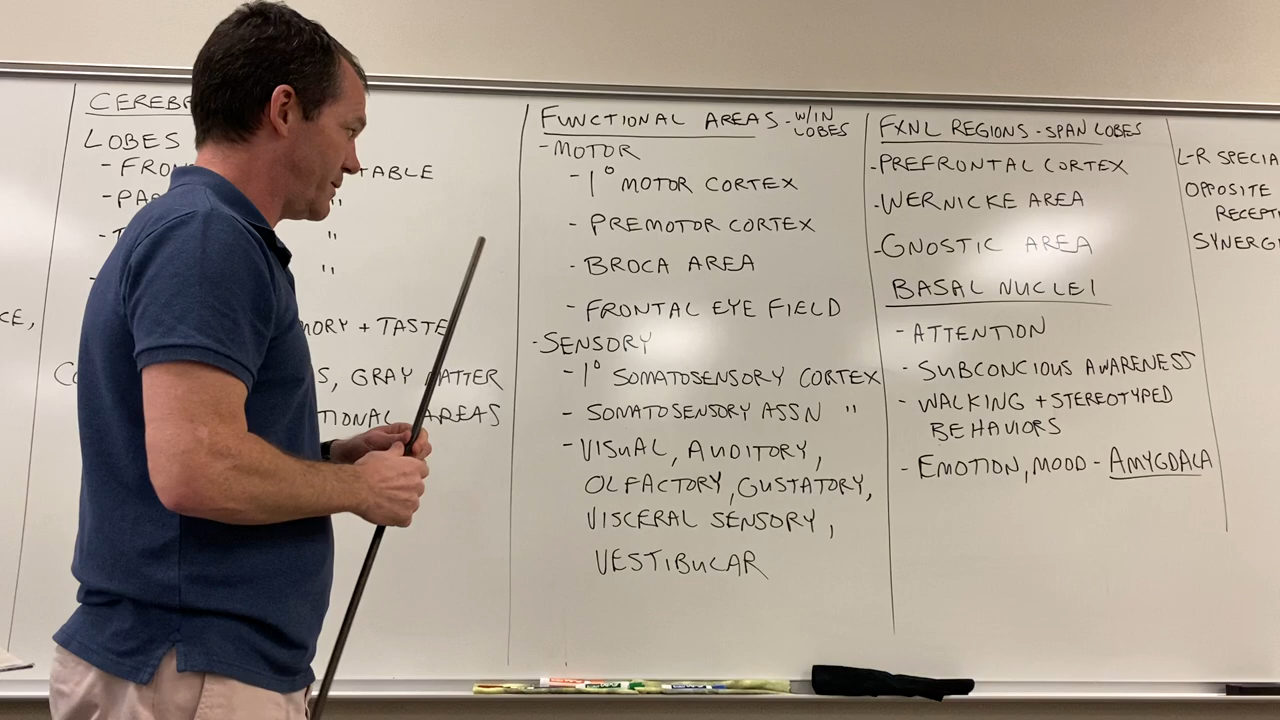 CE,
CEREB
LOBES
- FRO TABLE
- PA "
- "
- "
MORY + TASTE
S, GRAY MATTER
TIONAL AREAS
FUNCTIONAL AREAS - W/IN LOBES
- MOTOR
- 1° MOTOR CORTEX
- PREMOTOR CORTEX
- BROCA AREA
- FRONTAL EYE FIELD
- SENSORY
- 1° SOMATOSENSORY CORTEX
- SOMATOSENSORY ASSN "
- VISUAL, AUDITORY,
OLFACTORY, GUSTATORY,
VISCERAL SENSORY,
VESTIBULAR
FXNL REGIONS - SPAN LOBES
- PREFRONTAL CORTEX
- WERNICKE AREA
- GNOSTIC AREA
BASAL NUCLEI
- ATTENTION
- SUBCONCIOUS AWARENESS
- WALKING + STEREOTYPED
BEHAVIORS
- EMOTION, MOOD - AMYGDALA
L-R SPECIA
OPPOSITE
RECEPT
SYNERGI